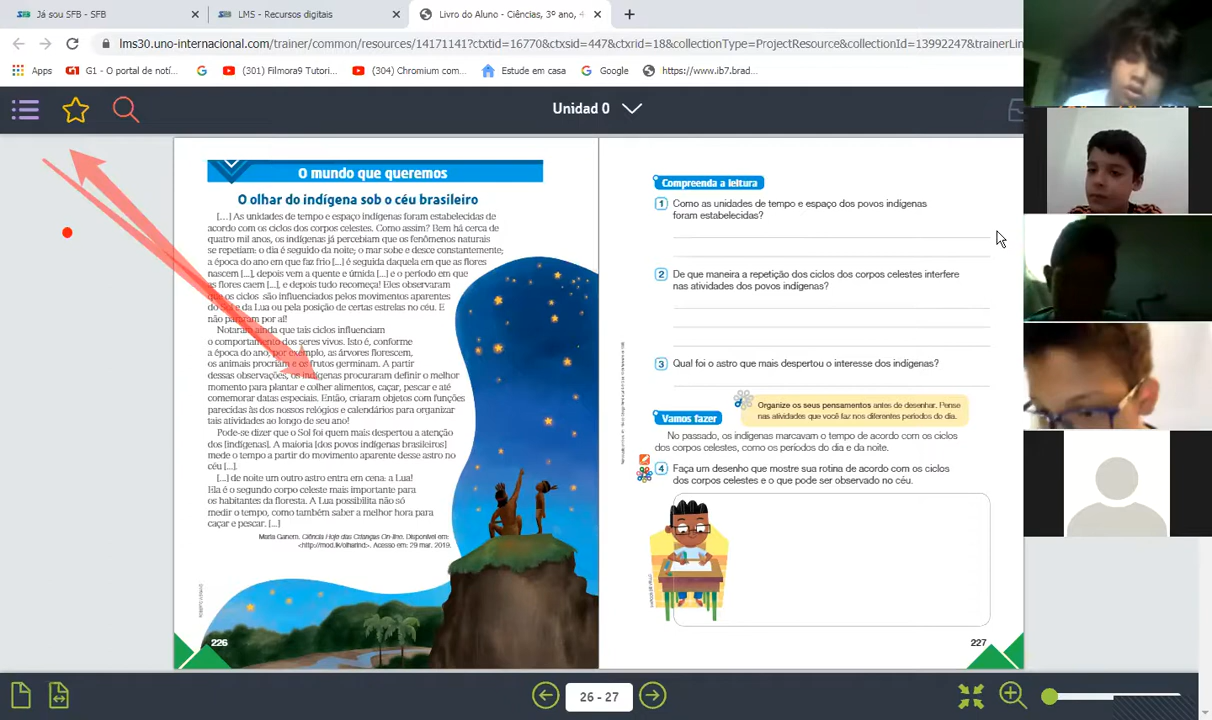 Já sou SFB - SFB
LMS - Recursos digitais
Livro do Aluno - Ciências, 3º ano, 4
lms30.uno-internacional.com/trainer/common/resources/14171141?ctxtid=16770&ctxsid=447&ctxrid=18&collectionType=ProjectResource&collectionId=13992247&trainerLin
Apps
G1 - O portal de notí...
(301) Filmora9 Tutori...
(304) Chromium com...
Estude em casa
Google
https://www.ib7.brad...
Unidad 0
O mundo que queremos
O olhar do indígena sob o céu brasileiro
[...] As unidades de tempo e espaço indígenas foram estabelecidas de
acordo com os ciclos dos corpos celestes. Como assim? Bem há cerca de
quatro mil anos, os indígenas já percebiam que os fenômenos naturais
se repetiam: o dia é seguido da noite; o mar sobe e desce constantemente;
a época do ano em que faz frio [...] é seguida daquela em que as flores
nascem [...], depois vem a quente e úmida [...] e o período em que
as flores caem [...], e depois tudo recomeça! Eles observaram
que os ciclos são influenciados pelos movimentos aparentes
do Sol e da Lua ou pela posição de certas estrelas no céu. E
não pararam por aí!
Notaram ainda que tais ciclos influenciam
o comportamento dos seres vivos. Isto é, conforme
a época do ano, por exemplo, as árvores florescem,
os animais procriam e os frutos germinam. A partir
dessas observações, os indígenas procuraram definir o melhor
momento para plantar e colher alimentos, caçar, pescar e até
comemorar datas especiais. Então, criaram objetos com funções
parecidas às dos nossos relógios e calendários para organizar
tais atividades ao longo de seu ano!
Pode-se dizer que o Sol foi quem mais despertou a atenção
dos [indígenas]. A maioria [dos povos indígenas brasileiros]
mede o tempo a partir do movimento aparente desse astro no
céu [...].
[...] de noite um outro astro entra em cena: a Lua!
Ela é o segundo corpo celeste mais importante para
os habitantes da floresta. A Lua possibilita não só
medir o tempo, como também saber a melhor hora para
caçar e pescar. [...]
Maria Ganem. Ciência Hoje das Crianças On-line. Disponível em:
<http://mod.lk/olharind>. Acesso em: 29 mar. 2019.
226
Compreenda a leitura
1 Como as unidades de tempo e espaço dos povos indígenas
foram estabelecidas?
2 De que maneira a repetição dos ciclos dos corpos celestes interfere
nas atividades dos povos indígenas?
3 Qual foi o astro que mais despertou o interesse dos indígenas?
Organize os seus pensamentos antes de desenhar. Pense
nas atividades que você faz nos diferentes períodos do dia.
Vamos fazer
No passado, os indígenas marcavam o tempo de acordo com os ciclos
dos corpos celestes, como os períodos do dia e da noite.
4 Faça um desenho que mostre sua rotina de acordo com os ciclos
dos corpos celestes e o que pode ser observado no céu.
227
26 - 27